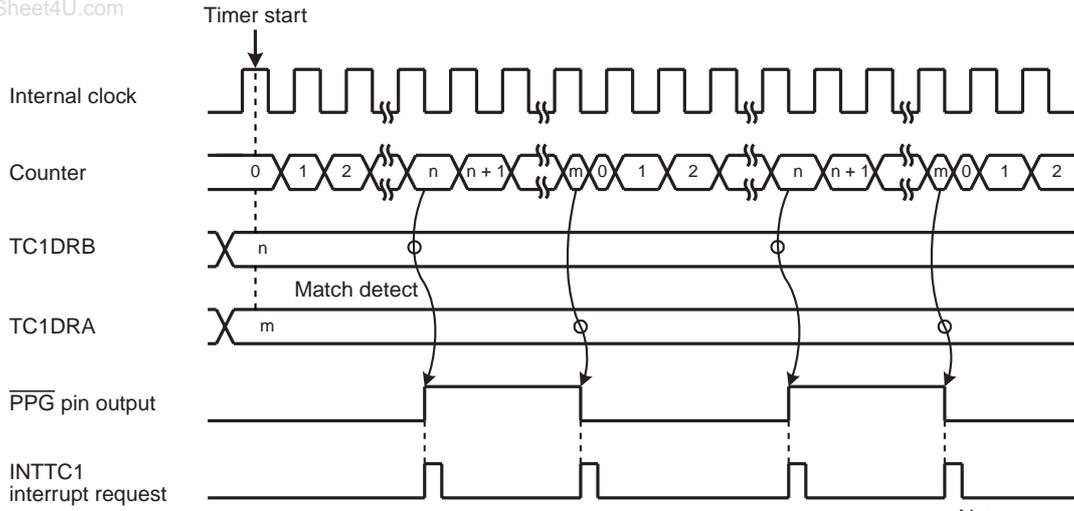 Sheet4U.com
Timer start
Internal clock
Counter
0 1 2 n n + 1 m 0 1 2 n n + 1 m 0 1 2
TC1DRB
n
Match detect
TC1DRA
m
PPG pin output
INTTC1
interrupt request